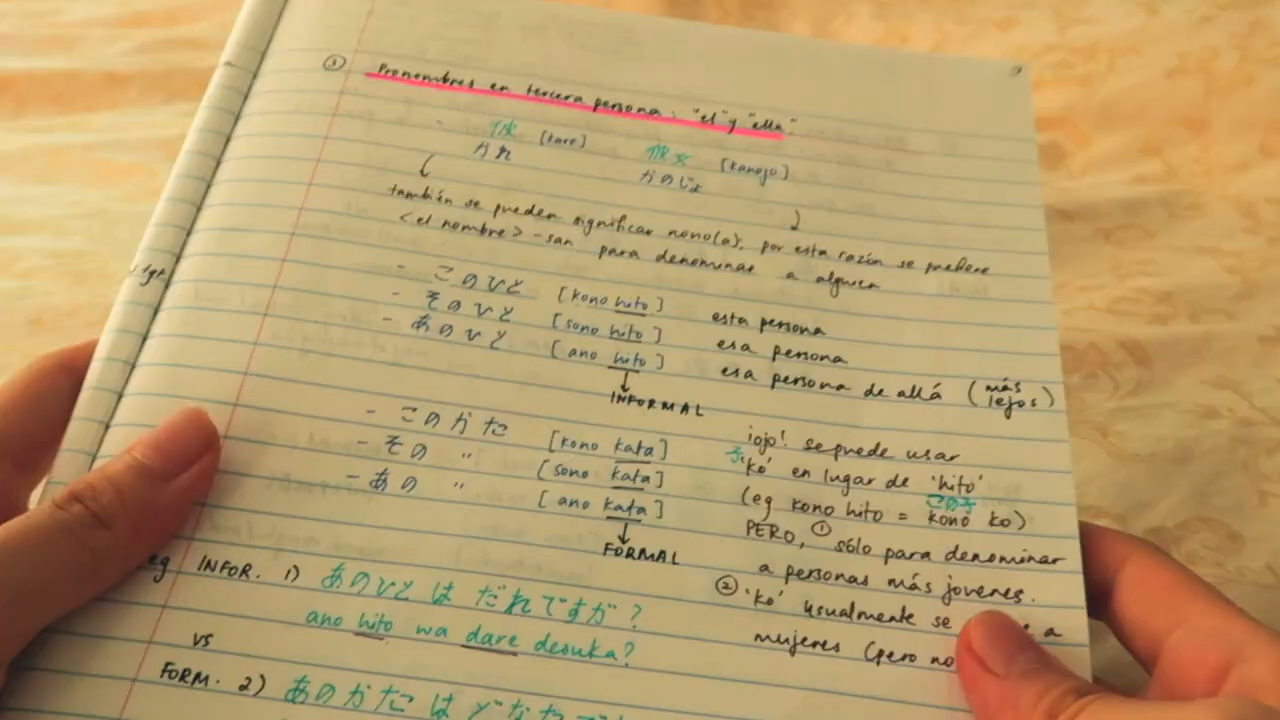 ③ Pronombres en tercera persona: "el" y "ella"
彼 [kare] 彼女 [kanojo]
かれ かのじょ
también se pueden significar novio(a), por esta razón se prefiere
<el nombre> -san para denominar a alguien
- このひと [kono hito] esta persona
- そのひと [sono hito] esa persona
- あのひと [ano hito] esa persona de allá (más lejos)
INFORMAL
- このかた [kono kata]
- その " [sono kata]
- あの " [ano kata]
FORMAL
¡ojo! se puede usar
子 'ko' en lugar de 'hito'
この子
(eg kono hito = kono ko)
PERO, ① sólo para denominar
a personas más jovenes.
② 'ko' usualmente se a
mujeres (pero no
eg INFOR. 1) あのひと は だれですか?
ano hito wa dare desuka?
vs
FORM. 2) あのかた は どなたで